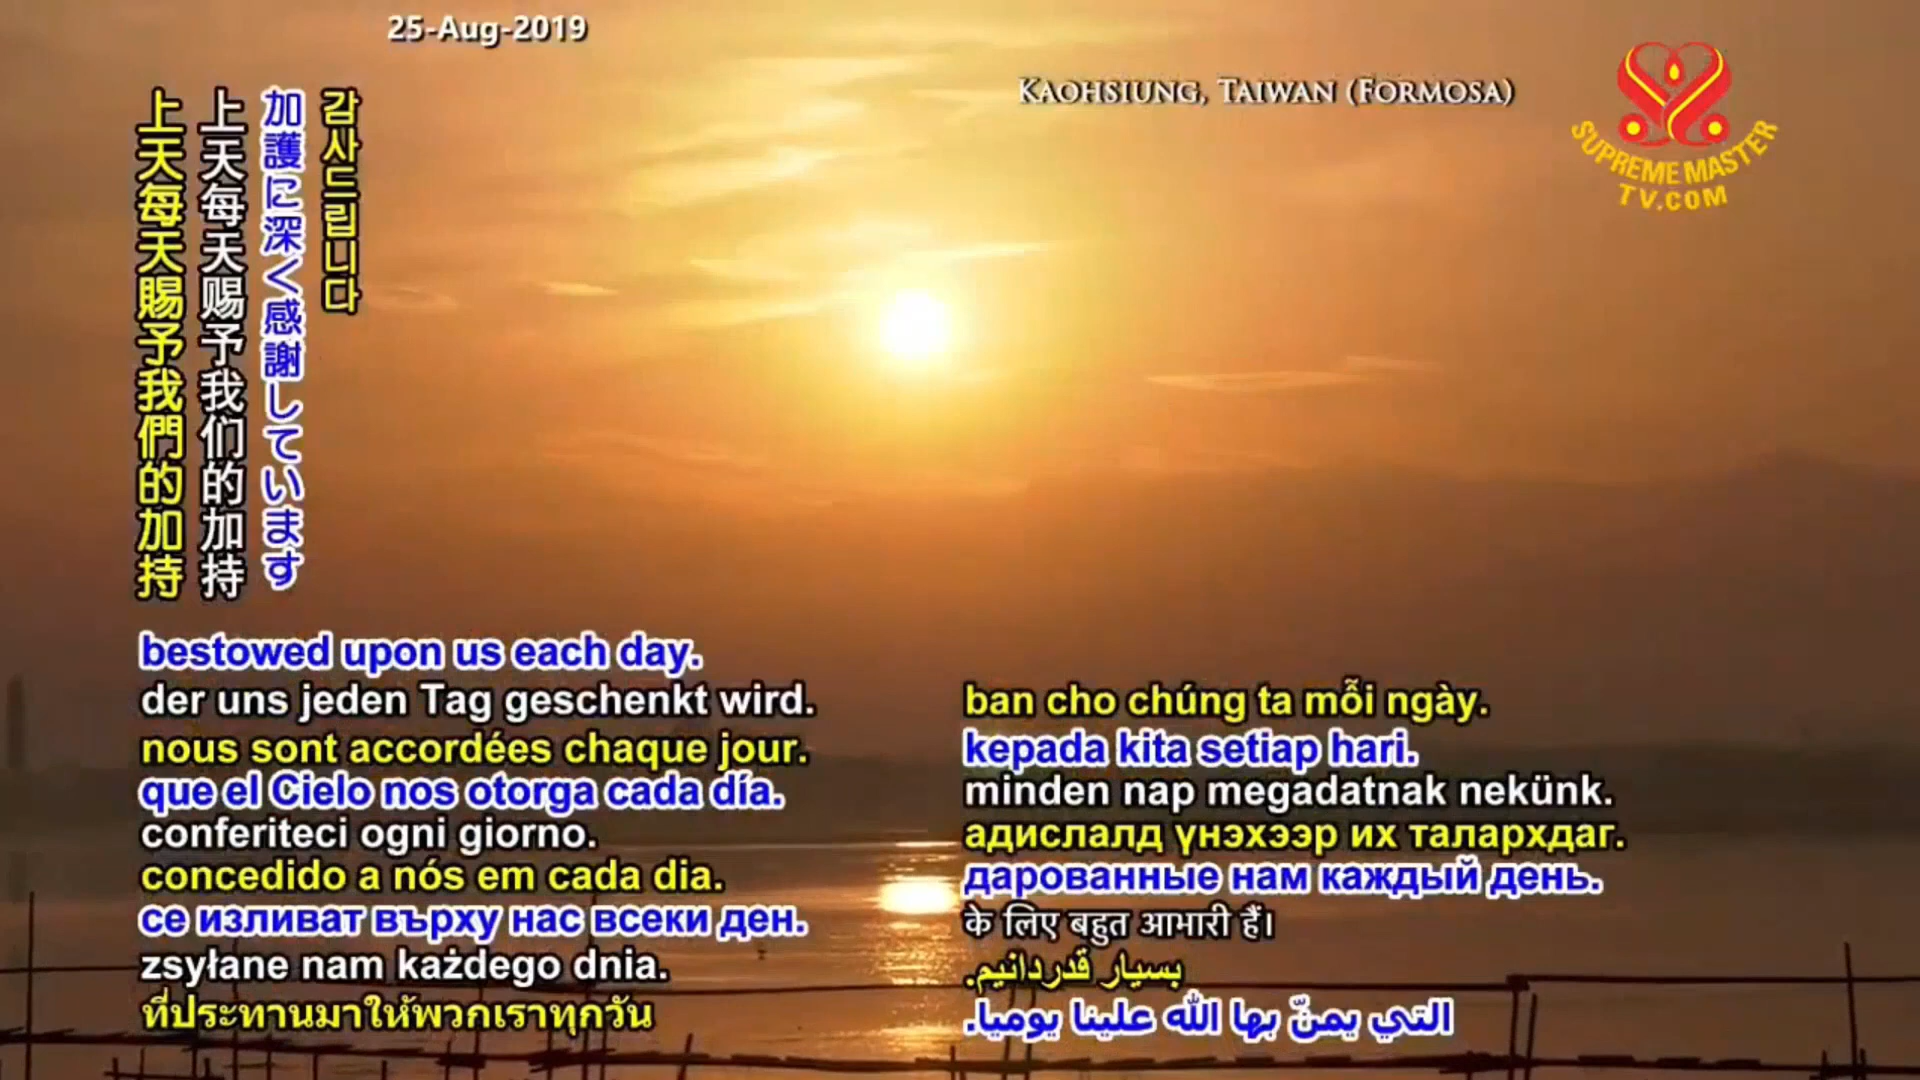 25-Aug-2019
Kaohsiung, Taiwan (Formosa)
SUPREME MASTER
TV.COM
감사드립니다
加護に深く感謝しています
上天每天赐予我们的加持
上天每天賜予我們的加持
bestowed upon us each day.
der uns jeden Tag geschenkt wird.
nous sont accordées chaque jour.
que el Cielo nos otorga cada día.
conferiteci ogni giorno.
concedido a nós em cada dia.
се изливат върху нас всеки ден.
zsyłane nam każdego dnia.
ที่ประทานมาให้พวกเราทุกวัน
ban cho chúng ta mỗi ngày.
kepada kita setiap hari.
minden nap megadatnak nekünk.
адислалд үнэхээр их талархдаг.
дарованные нам каждый день.
के लिए बहुत आभारी हैं।
بسیار قدردانیم.
التي يمنّ بها الله علينا يوميا.